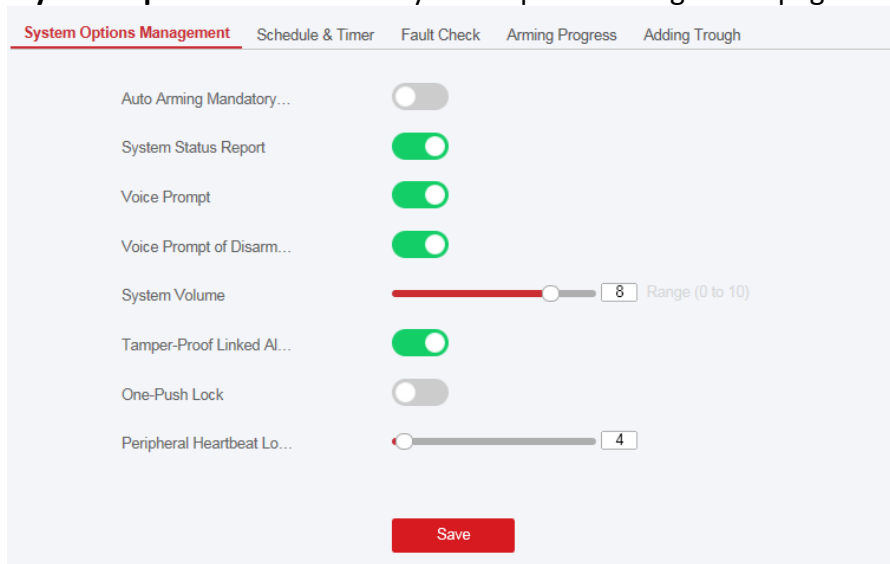 System Options Management Schedule & Timer Fault Check Arming Progress Adding Trough
Auto Arming Mandatory...
System Status Report
Voice Prompt
Voice Prompt of Disarm...
System Volume 8 Range (0 to 10)
Tamper-Proof Linked Al...
One-Push Lock
Peripheral Heartbeat Lo... 4
Save